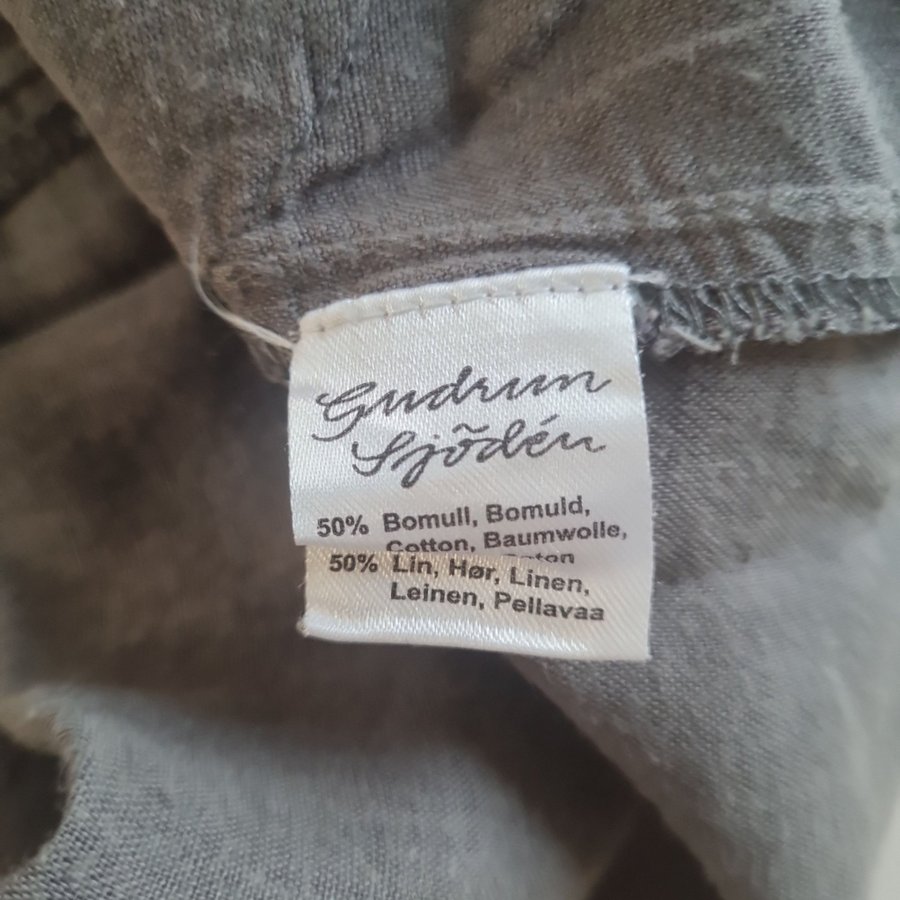 Gudrun
Sjödén
50% Bomull, Bomuld,
Cotton, Baumwolle,
50% Lin, Hør, Linen,
Leinen, Pellavaa